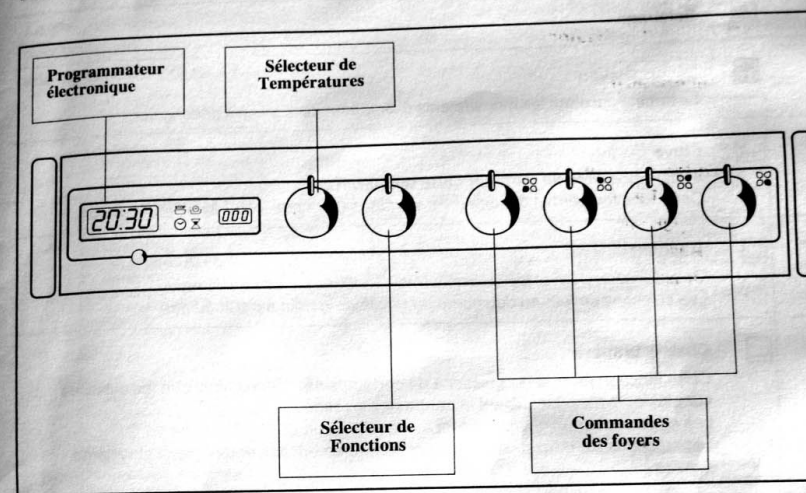 Programmateur
électronique
Sélecteur de
Températures
20:30
000
Sélecteur de
Fonctions
Commandes
des foyers